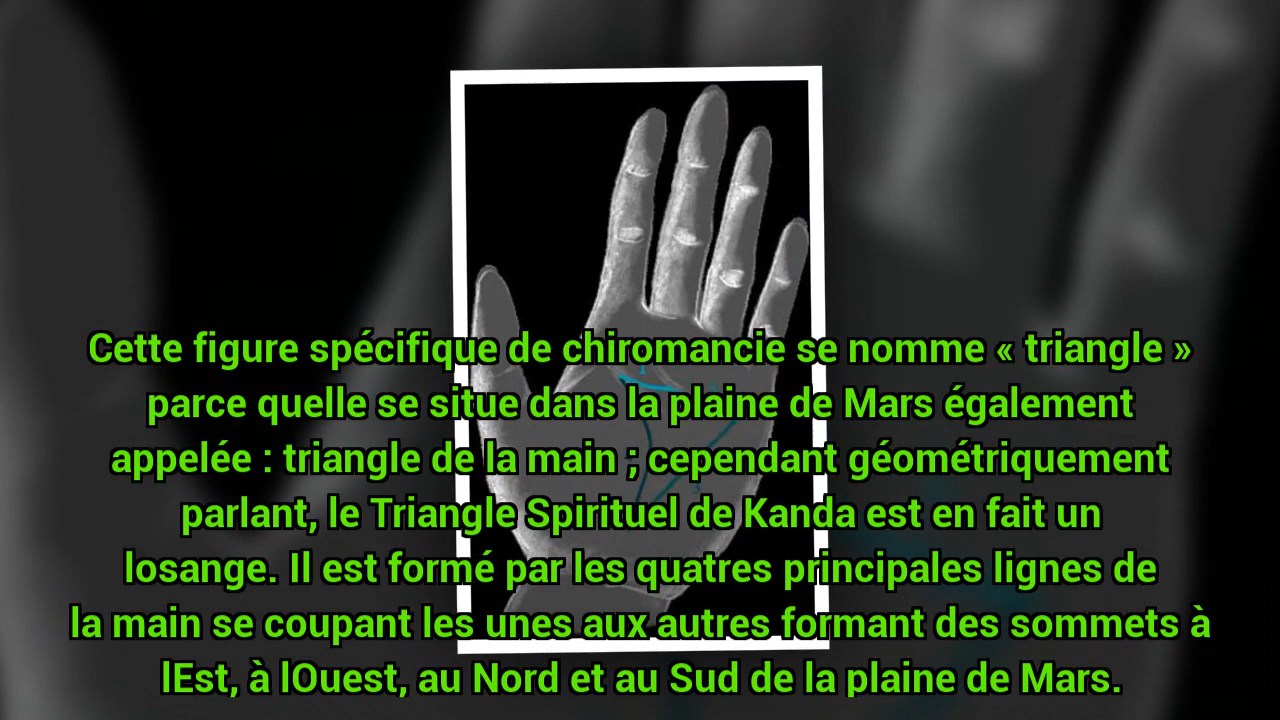 Cette figure spécifique de chiromancie se nomme « triangle »
parce quelle se situe dans la plaine de Mars également
appelée : triangle de la main ; cependant géométriquement
parlant, le Triangle Spirituel de Kanda est en fait un
losange. Il est formé par les quatres principales lignes de
la main se coupant les unes aux autres formant des sommets à
lEst, à lOuest, au Nord et au Sud de la plaine de Mars.